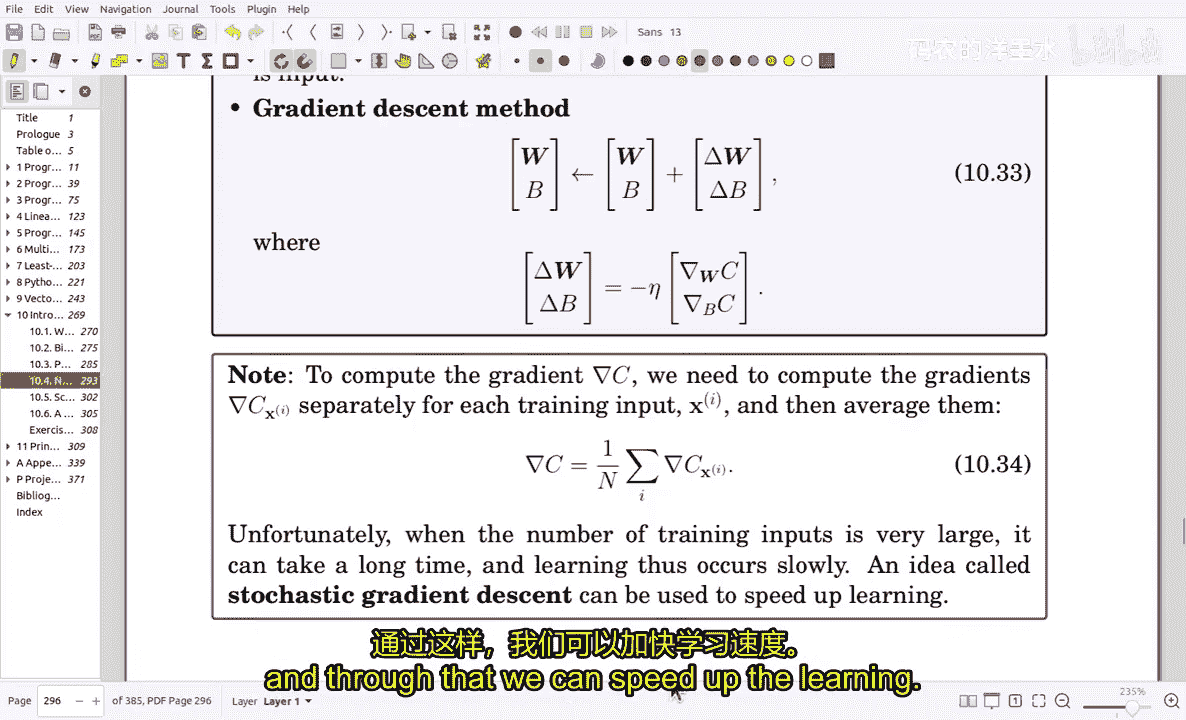 File Edit View Navigation Journal Tools Plugin Help
Sans 13
码农的洋墨水 bilibili
Title 1
Prologue 3
Table o... 5
1 Progr... 11
2 Progr... 39
3 Progr... 75
4 Linea... 123
5 Progr... 145
6 Multi... 173
7 Least-... 203
8 Pytho... 221
9 Vecto... 243
10 Intro... 269
10.1. W... 270
10.2. Bi... 275
10.3. P... 285
10.4. N... 293
10.5. Sc... 302
10.6. A ... 305
Exercis... 308
11 Prin... 309
A Appe... 339
P Proje... 371
Bibliog...
Index
is input.
• Gradient descent method
[W B] ← [W B] + [ΔW ΔB], (10.33)
where
[ΔW ΔB] = −η [∇_W C ∇_B C].
Note: To compute the gradient ∇C, we need to compute the gradients
∇C_x^(i) separately for each training input, x^(i), and then average them:
∇C = 1/N ∑_i ∇C_x^(i). (10.34)
Unfortunately, when the number of training inputs is very large, it
can take a long time, and learning thus occurs slowly. An idea called
stochastic gradient descent can be used to speed up learning.
通过这样，我们可以加快学习速度。
and through that we can speed up the learning.
Page 296 − + of 385, PDF Page 296 Layer Layer 1
235%